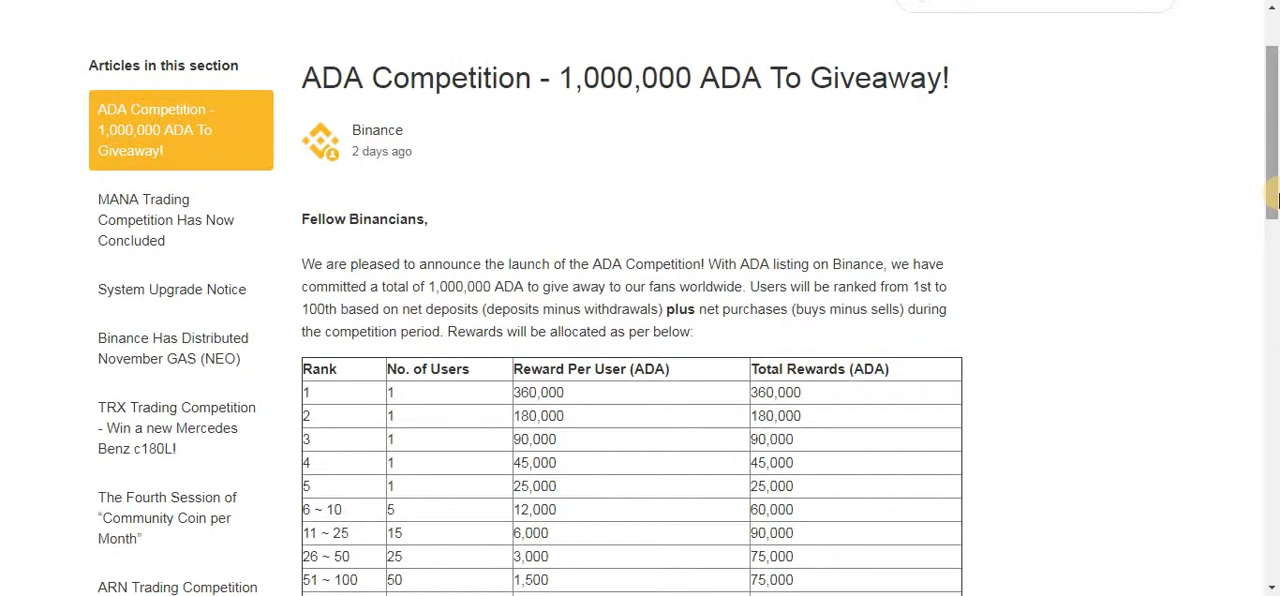 Articles in this section
ADA Competition -
1,000,000 ADA To
Giveaway!
MANA Trading
Competition Has Now
Concluded
System Upgrade Notice
Binance Has Distributed
November GAS (NEO)
TRX Trading Competition
- Win a new Mercedes
Benz c180L!
The Fourth Session of
“Community Coin per
Month”
ARN Trading Competition
ADA Competition - 1,000,000 ADA To Giveaway!
Binance
2 days ago
Fellow Binancians,
We are pleased to announce the launch of the ADA Competition! With ADA listing on Binance, we have
committed a total of 1,000,000 ADA to give away to our fans worldwide. Users will be ranked from 1st to
100th based on net deposits (deposits minus withdrawals) plus net purchases (buys minus sells) during
the competition period. Rewards will be allocated as per below:
Rank No. of Users Reward Per User (ADA) Total Rewards (ADA)
1 1 360,000 360,000
2 1 180,000 180,000
3 1 90,000 90,000
4 1 45,000 45,000
5 1 25,000 25,000
6 ~ 10 5 12,000 60,000
11 ~ 25 15 6,000 90,000
26 ~ 50 25 3,000 75,000
51 ~ 100 50 1,500 75,000